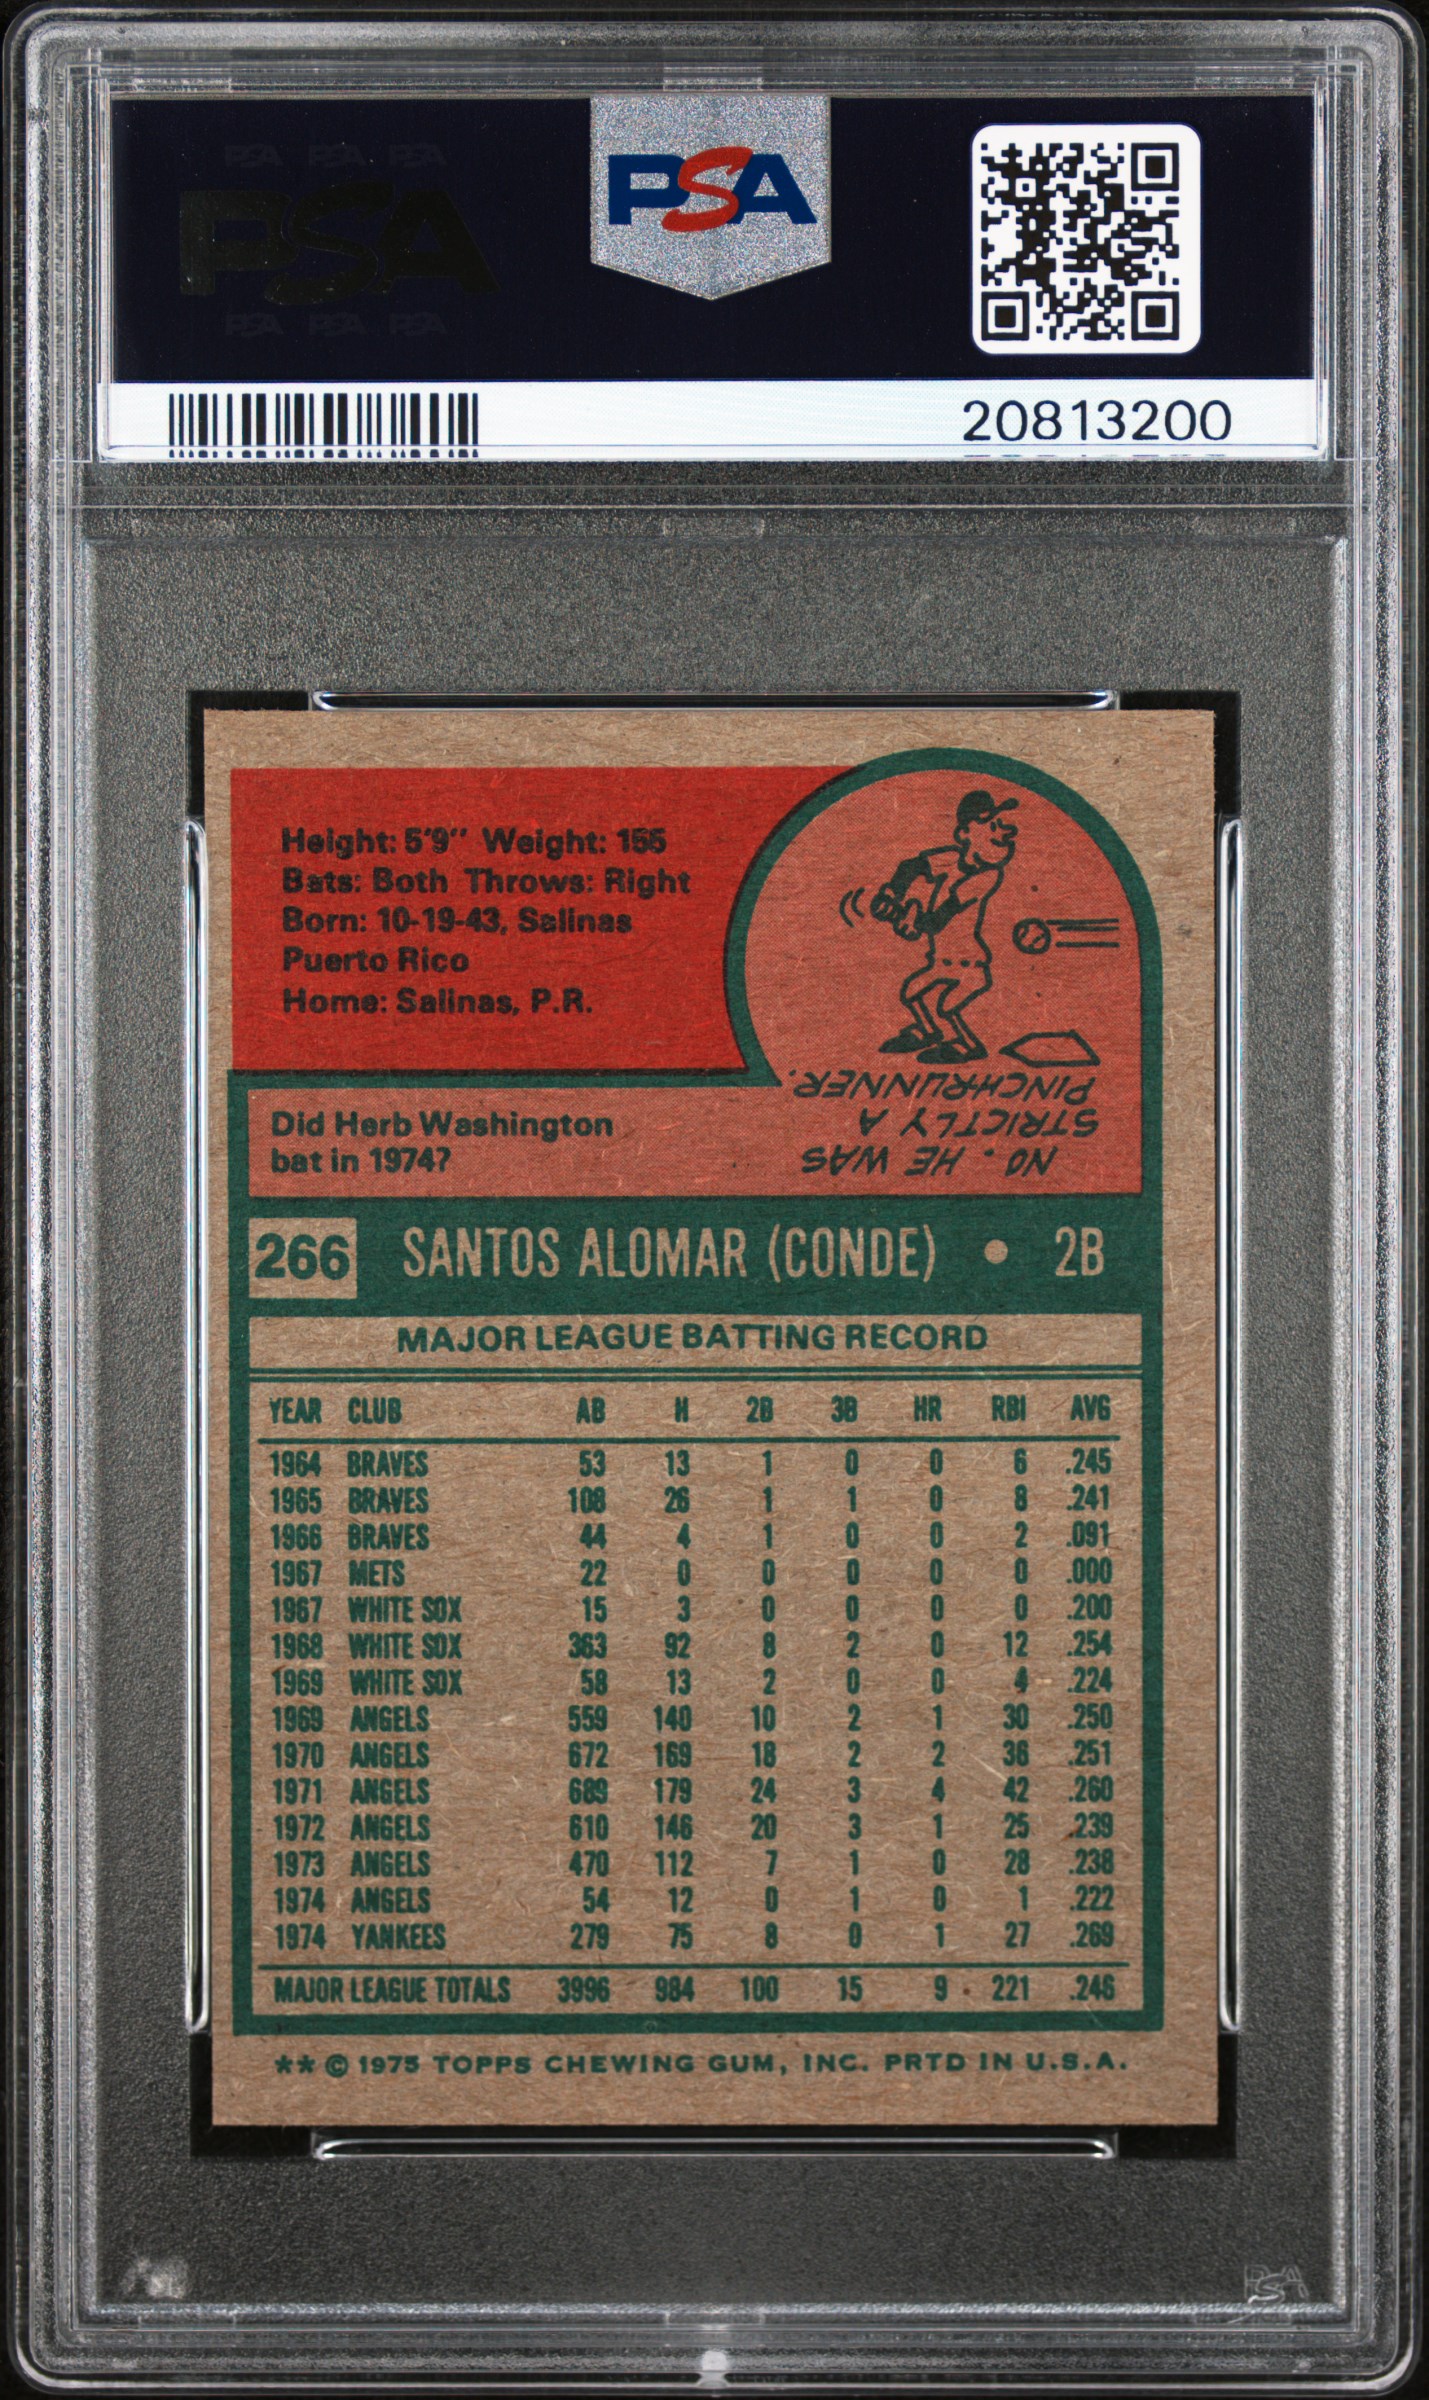 PSA PSA PSA
PSA
PSA PSA PSA
PSA
20813200
Height: 5'9" Weight: 155
Bats: Both Throws: Right
Born: 10-19-43, Salinas
Puerto Rico
Home: Salinas, P.R.
Did Herb Washington
bat in 1974?
NO. HE WAS
STRICTLY A
PINCHRUNNER.
266 SANTOS ALOMAR (CONDE) • 2B
MAJOR LEAGUE BATTING RECORD
YEAR CLUB AB H 2B 3B HR RBI AVG
1964 BRAVES 53 13 1 0 0 6 .245
1965 BRAVES 108 26 1 1 0 8 .241
1966 BRAVES 44 4 1 0 0 2 .091
1967 METS 22 0 0 0 0 0 .000
1967 WHITE SOX 15 3 0 0 0 0 .200
1968 WHITE SOX 363 92 8 2 0 12 .254
1969 WHITE SOX 58 13 2 0 0 4 .224
1969 ANGELS 559 140 10 2 1 30 .250
1970 ANGELS 672 169 18 2 2 36 .251
1971 ANGELS 689 179 24 3 4 42 .260
1972 ANGELS 610 146 20 3 1 25 .239
1973 ANGELS 470 112 7 1 0 28 .238
1974 ANGELS 54 12 0 1 0 1 .222
1974 YANKEES 279 75 8 0 1 27 .269
MAJOR LEAGUE TOTALS 3996 984 100 15 9 221 .246
** © 1975 TOPPS CHEWING GUM, INC. PRTD IN U.S.A.
PSA